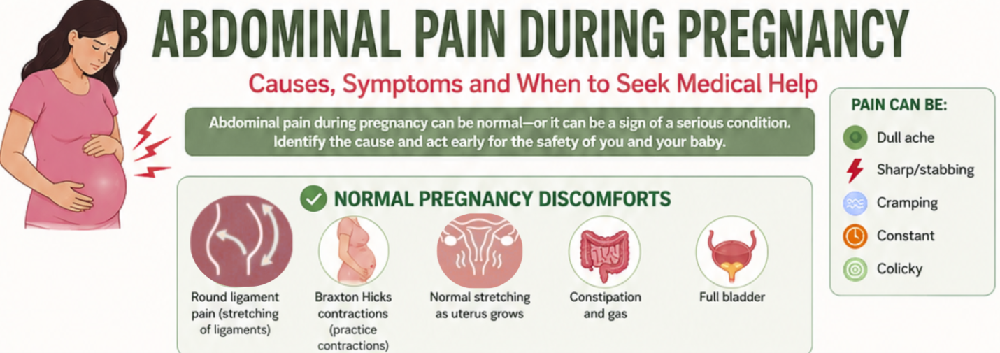 ABDOMINAL PAIN DURING PREGNANCY
Causes, Symptoms and When to Seek Medical Help
Abdominal pain during pregnancy can be normal—or it can be a sign of a serious condition.
Identify the cause and act early for the safety of you and your baby.
PAIN CAN BE:
Dull ache
Sharp/stabbing
Cramping
Constant
Colicky
NORMAL PREGNANCY DISCOMFORTS
Round ligament
pain (stretching
of ligaments)
Braxton Hicks
contractions
(practice
contractions)
Normal stretching
as uterus grows
Constipation
and gas
Full bladder